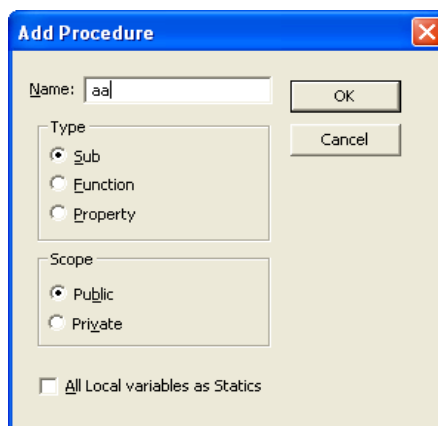 Add Procedure
Name: aa
OK
Type
Cancel
Sub
Function
Property
Scope
Public
Private
All Local variables as Statics